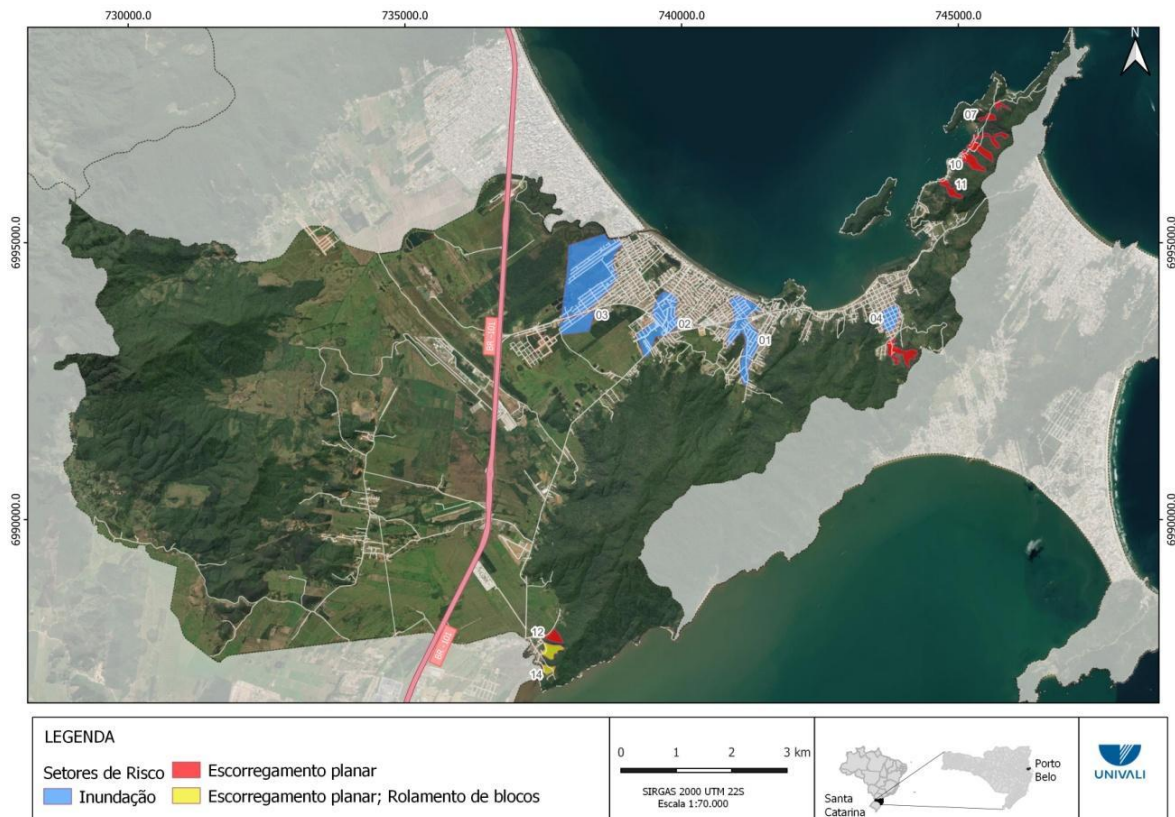 730000.0 735000.0 740000.0 745000.0
N
07
10
11
6995000.0 6995000.0
BR-101
03
02
01
04
6990000.0 6990000.0
12
BR-101
14
LEGENDA
Setores de Risco
Escorregamento planar
Inundação
Escorregamento planar; Rolamento de blocos
0 1 2 3 km
SIRGAS 2000 UTM 22S
Escala 1:70.000
Porto
Belo
Santa
Catarina
UNIVALI